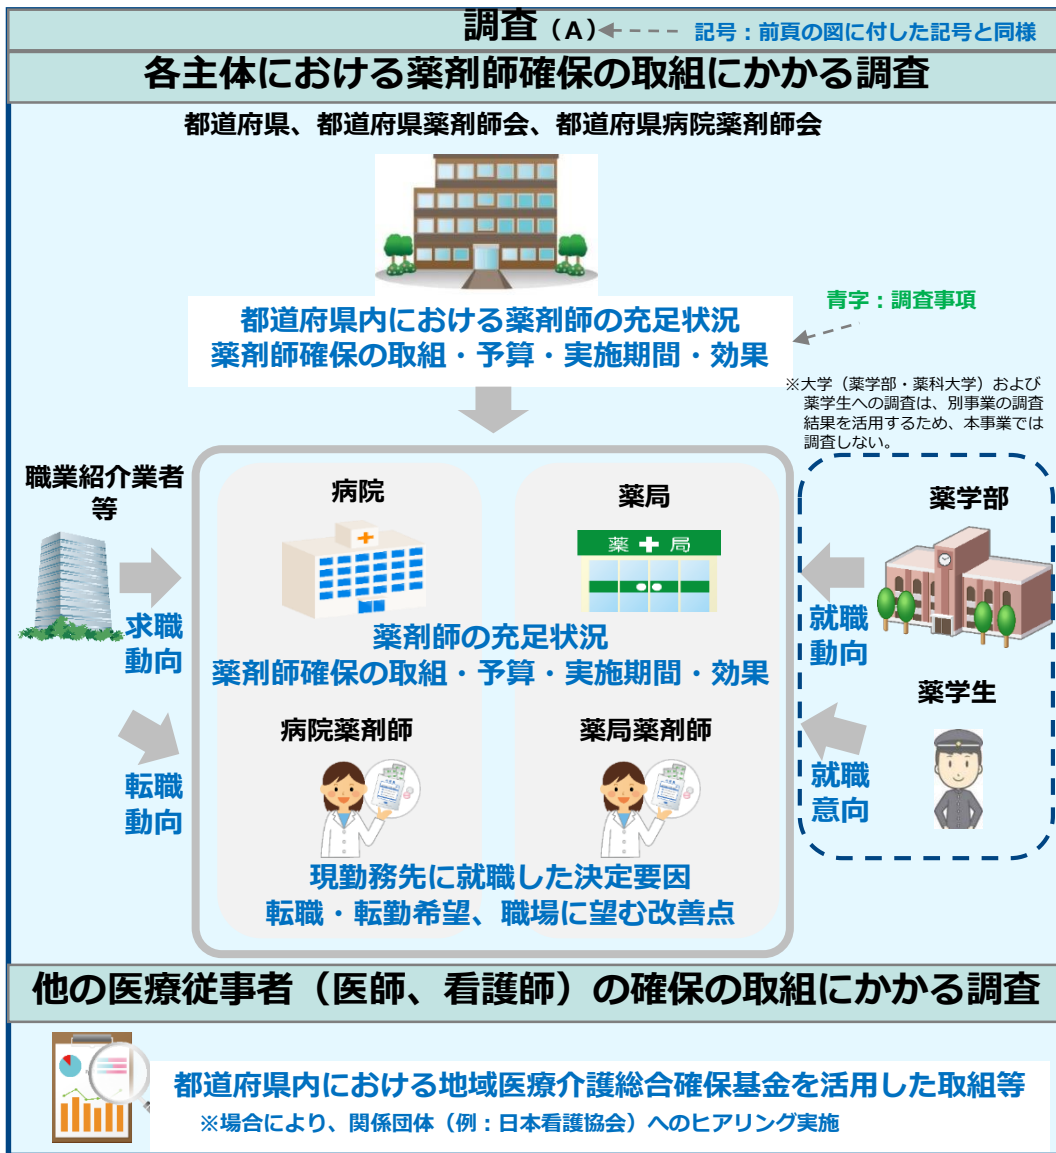 調査（A）
記号：前頁の図に付した記号と同様
各主体における薬剤師確保の取組にかかる調査
都道府県、都道府県薬剤師会、都道府県病院薬剤師会
都道府県内における薬剤師の充足状況
薬剤師確保の取組・予算・実施期間・効果
青字：調査事項
※大学（薬学部・薬科大学）および
薬学生への調査は、別事業の調査
結果を活用するため、本事業では
調査しない。
職業紹介業者
等
求職
動向
転職
動向
病院
薬局
薬局
薬剤師の充足状況
薬剤師確保の取組・予算・実施期間・効果
病院薬剤師
薬局薬剤師
現勤務先に就職した決定要因
転職・転勤希望、職場に望む改善点
薬学部
就職
動向
薬学生
就職
意向
他の医療従事者（医師、看護師）の確保の取組にかかる調査
都道府県内における地域医療介護総合確保基金を活用した取組等
※場合により、関係団体（例：日本看護協会）へのヒアリング実施